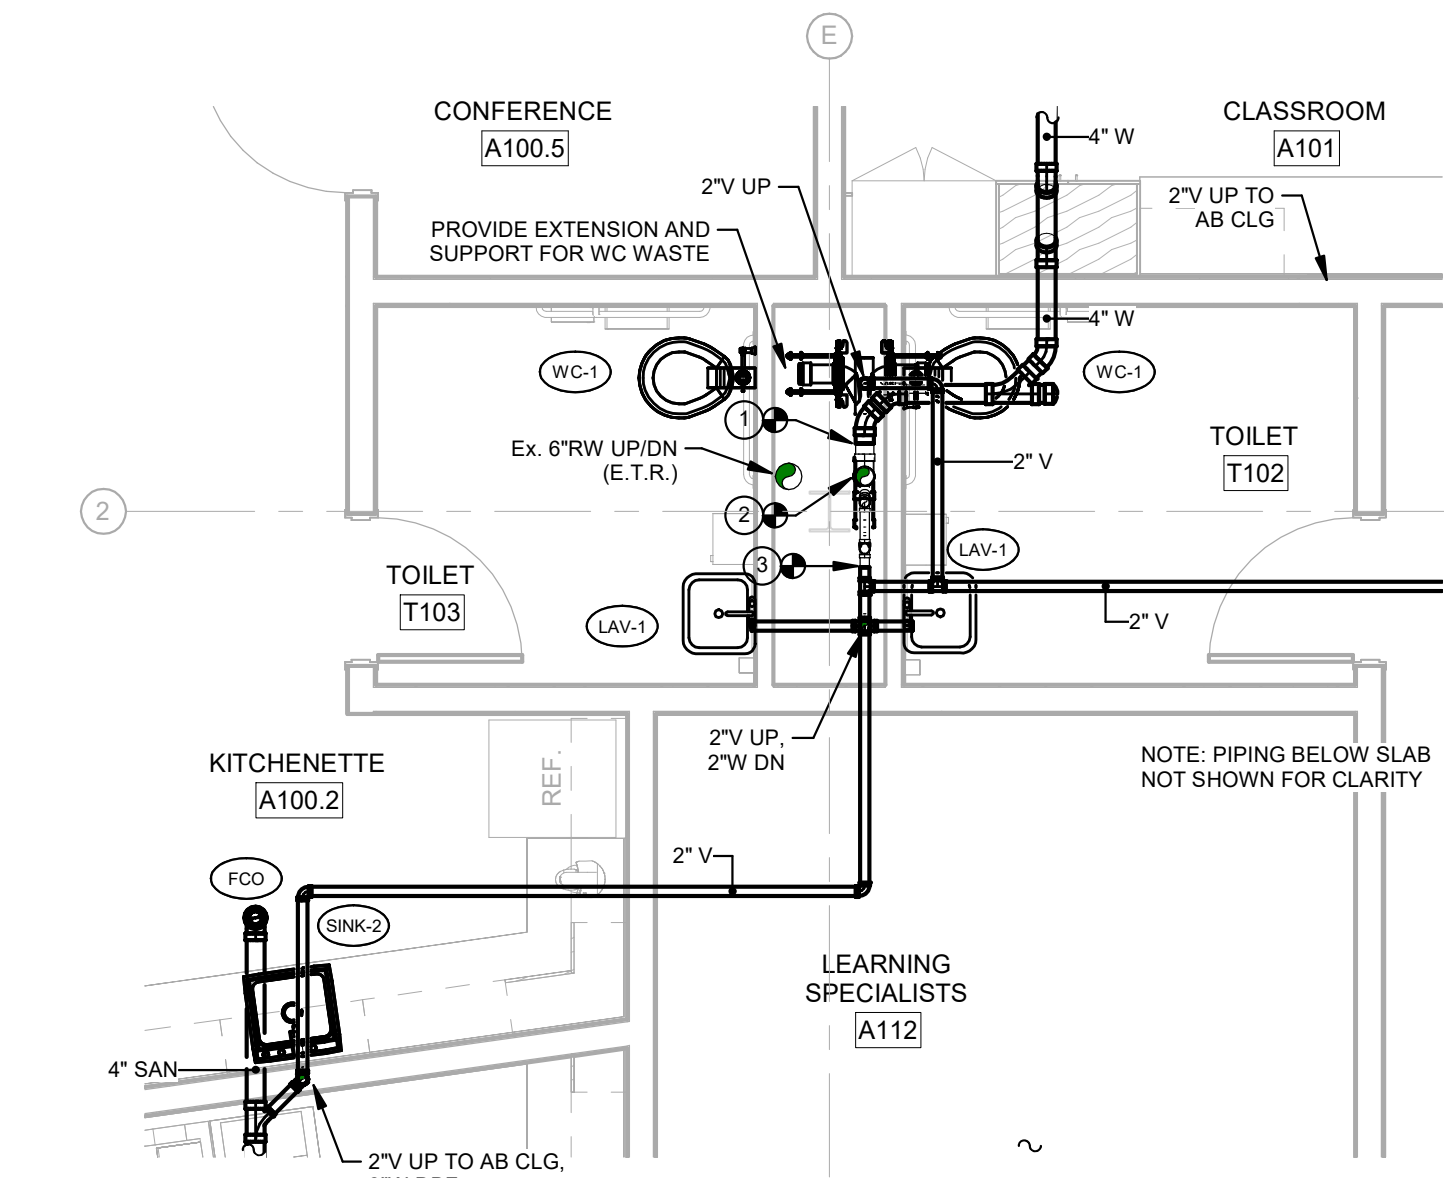 E
CONFERENCE
A100.5
CLASSROOM
A101
4" W
2"V UP
2"V UP TO
AB CLG
PROVIDE EXTENSION AND
SUPPORT FOR WC WASTE
4" W
WC-1
WC-1
1
Ex. 6"RW UP/DN
(E.T.R.)
2" V
TOILET
T102
2
2
3
LAV-1
TOILET
T103
LAV-1
2" V
2"V UP,
2"W DN
NOTE: PIPING BELOW SLAB
NOT SHOWN FOR CLARITY
KITCHENETTE
A100.2
REF.
2" V
FCO
SINK-2
LEARNING
SPECIALISTS
A112
4" SAN
2"V UP TO AB CLG,